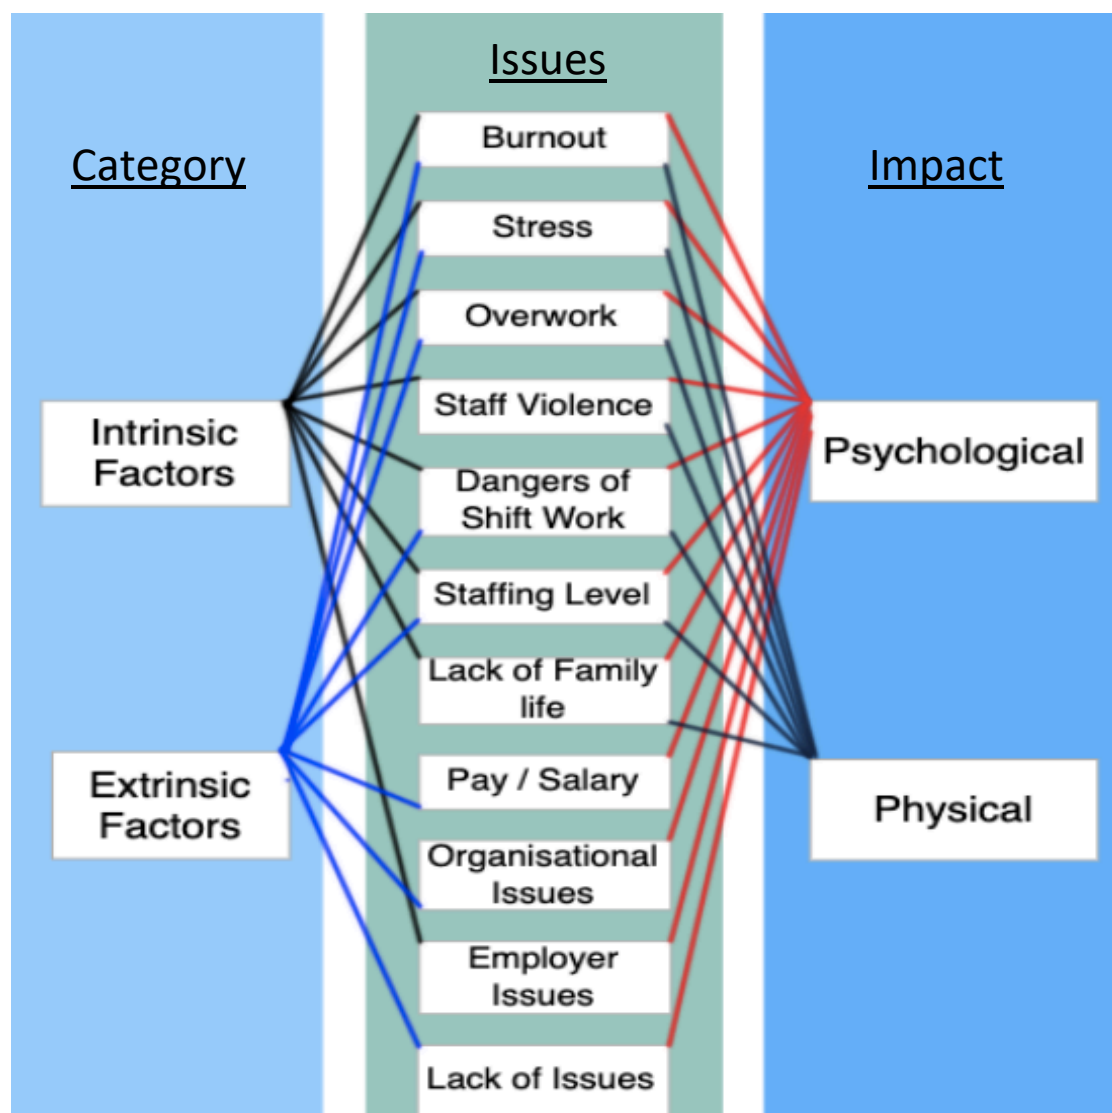 Issues
Category
Impact
Burnout
Stress
Overwork
Staff Violence
Dangers of
Shift Work
Staffing Level
Lack of Family
life
Pay / Salary
Organisational
Issues
Employer
Issues
Lack of Issues
Intrinsic
Factors
Extrinsic
Factors
Psychological
Physical